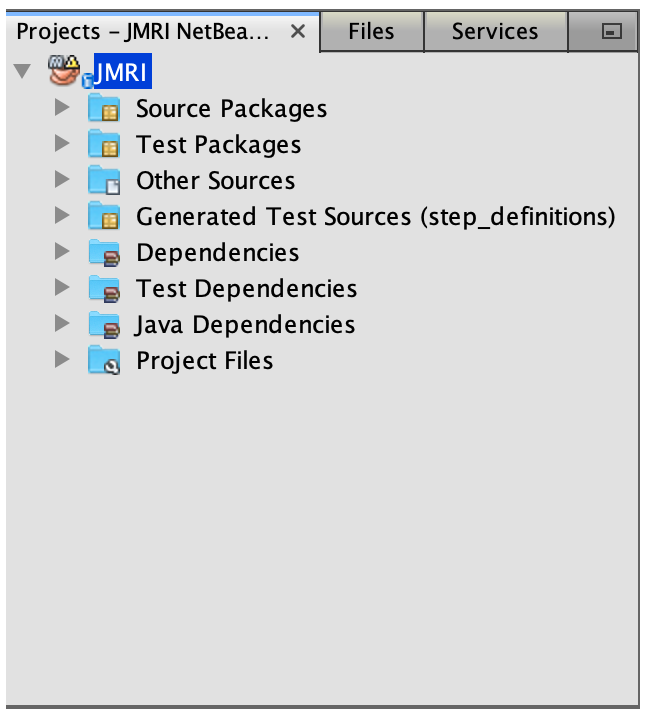 Projects – JMRI NetBea... × Files Services
JMRI
Source Packages
Test Packages
Other Sources
Generated Test Sources (step_definitions)
Dependencies
Test Dependencies
Java Dependencies
Project Files